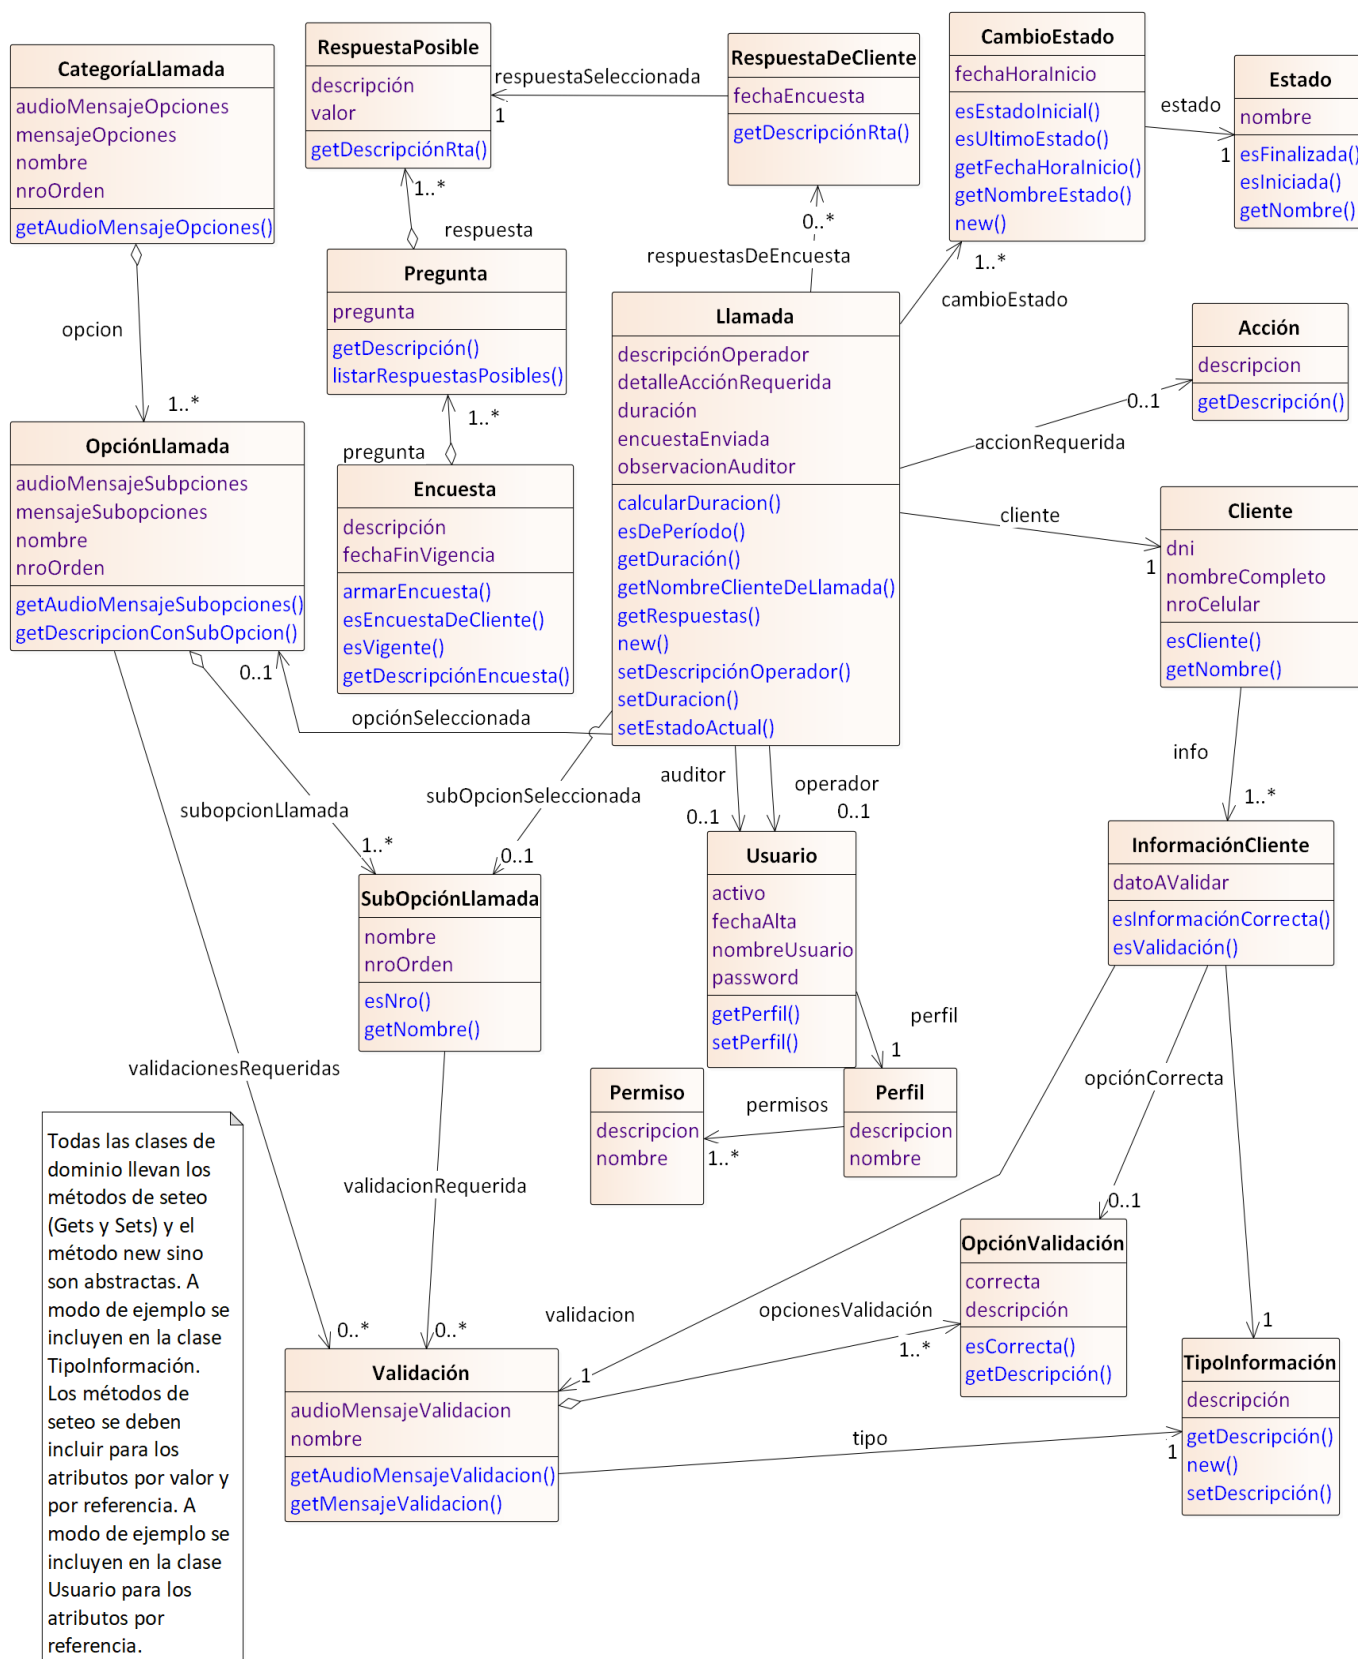 CategoríaLlamada
audioMensajeOpciones
mensajeOpciones
nombre
nroOrden
getAudioMensajeOpciones()
RespuestaPosible
descripción
valor
getDescripciónRta()
respuestaSeleccionada
1
RespuestaDeCliente
fechaEncuesta
getDescripciónRta()
CambioEstado
fechaHoraInicio
esEstadoInicial()
esUltimoEstado()
getFechaHoraInicio()
getNombreEstado()
new()
estado
1
Estado
nombre
esFinalizada()
esIniciada()
getNombre()
1..*
respuesta
0..*
respuestasDeEncuesta
1..*
cambioEstado
opcion
1..*
Pregunta
pregunta
getDescripción()
listarRespuestasPosibles()
1..*
pregunta
Llamada
descripciónOperador
detalleAcciónRequerida
duración
encuestaEnviada
observacionAuditor
calcularDuracion()
esDePeríodo()
getDuración()
getNombreClienteDeLlamada()
getRespuestas()
new()
setDescripciónOperador()
setDuracion()
setEstadoActual()
Acción
descripcion
getDescripción()
0..1
accionRequerida
OpciónLlamada
audioMensajeSubpciones
mensajeSubopciones
nombre
nroOrden
getAudioMensajeSubopciones()
getDescripcionConSubOpcion()
Encuesta
descripción
fechaFinVigencia
armarEncuesta()
esEncuestaDeCliente()
esVigente()
getDescripciónEncuesta()
cliente
1
Cliente
dni
nombreCompleto
nroCelular
esCliente()
getNombre()
0..1
opciónSeleccionada
info
1..*
auditor
0..1
operador
0..1
subopcionLlamada
1..*
subOpcionSeleccionada
0..1
SubOpciónLlamada
nombre
nroOrden
esNro()
getNombre()
Usuario
activo
fechaAlta
nombreUsuario
password
getPerfil()
setPerfil()
InformaciónCliente
datoAValidar
esInformaciónCorrecta()
esValidación()
perfil
1
validacionesRequeridas
Permiso
descripcion
nombre
permisos
1..*
Perfil
descripcion
nombre
opciónCorrecta
0..1
validacionRequerida
Todas las clases de
dominio llevan los
métodos de seteo
(Gets y Sets) y el
método new sino
son abstractas. A
modo de ejemplo se
incluyen en la clase
TipoInformación.
Los métodos de
seteo se deben
incluir para los
atributos por valor y
por referencia. A
modo de ejemplo se
incluyen en la clase
Usuario para los
atributos por
referencia.
0..*
0..*
validacion
1
opcionesValidación
1..*
OpciónValidación
correcta
descripción
esCorrecta()
getDescripción()
1
TipoInformación
descripción
getDescripción()
new()
setDescripción()
Validación
audioMensajeValidacion
nombre
getAudioMensajeValidacion()
getMensajeValidacion()
tipo
1